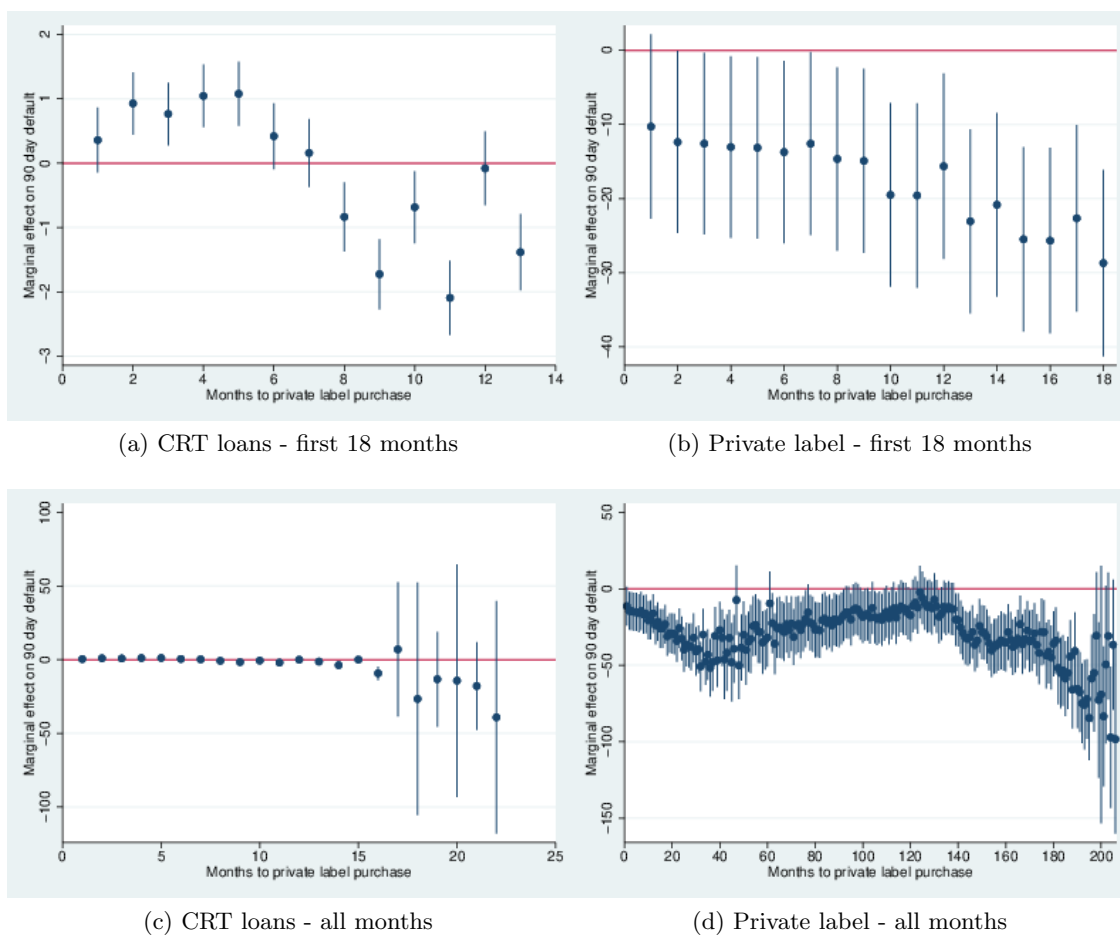 2
1
0
-1
-2
-3
Marginal effect on 90 day default
0 2 4 6 8 10 12 14
Months to private label purchase
(a) CRT loans - first 18 months
0
-10
-20
-30
-40
Marginal effect on 90 day default
0 2 4 6 8 10 12 14 16 18
Months to private label purchase
(b) Private label - first 18 months
100
50
0
-50
-100
Marginal effect on 90 day default
0 5 10 15 20 25
Months to private label purchase
(c) CRT loans - all months
50
0
-50
-100
-150
Marginal effect on 90 day default
0 20 40 60 80 100 120 140 160 180 200
Months to private label purchase
(d) Private label - all months